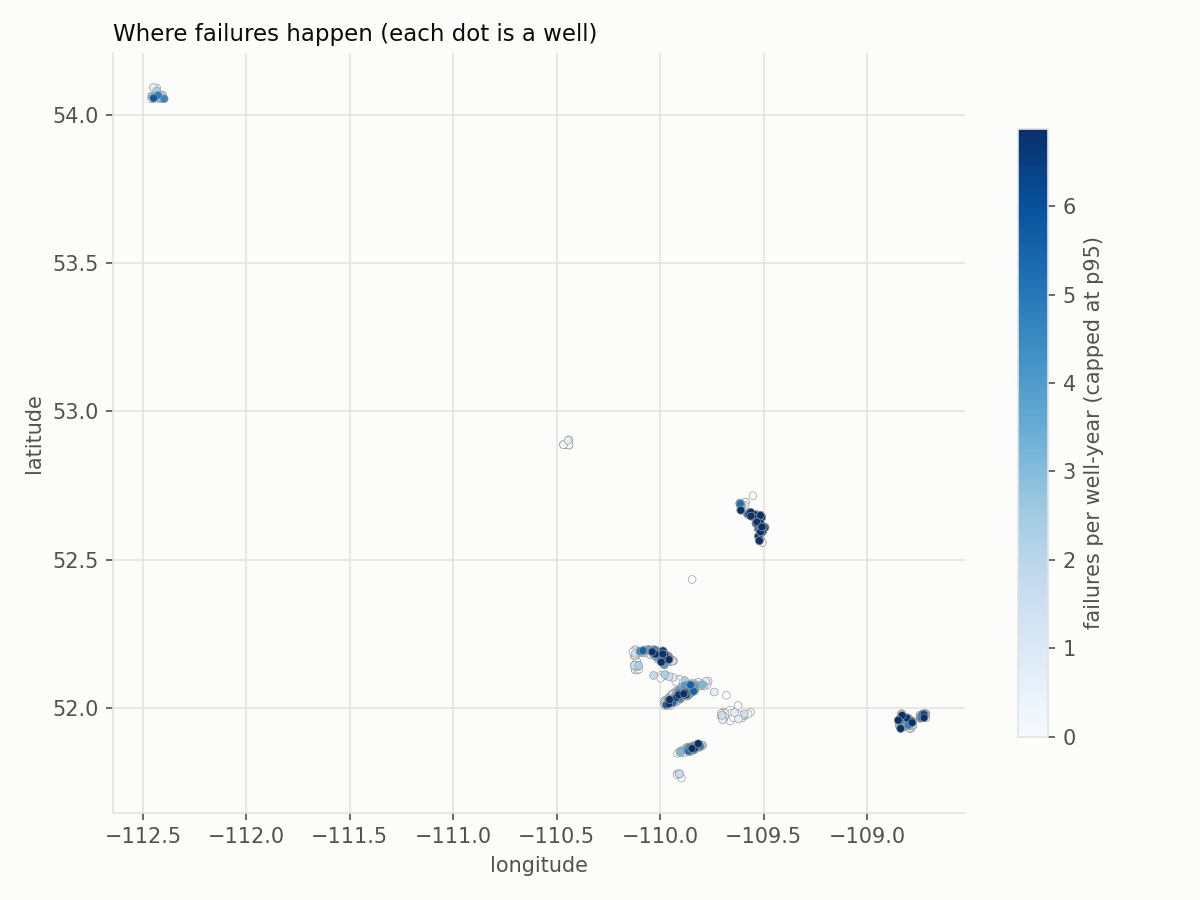 Where failures happen (each dot is a well)
54.0
53.5
53.0
52.5
52.0
latitude
−112.5 −112.0 −111.5 −111.0 −110.5 −110.0 −109.5 −109.0
longitude
6
5
4
3
2
1
0
failures per well-year (capped at p95)